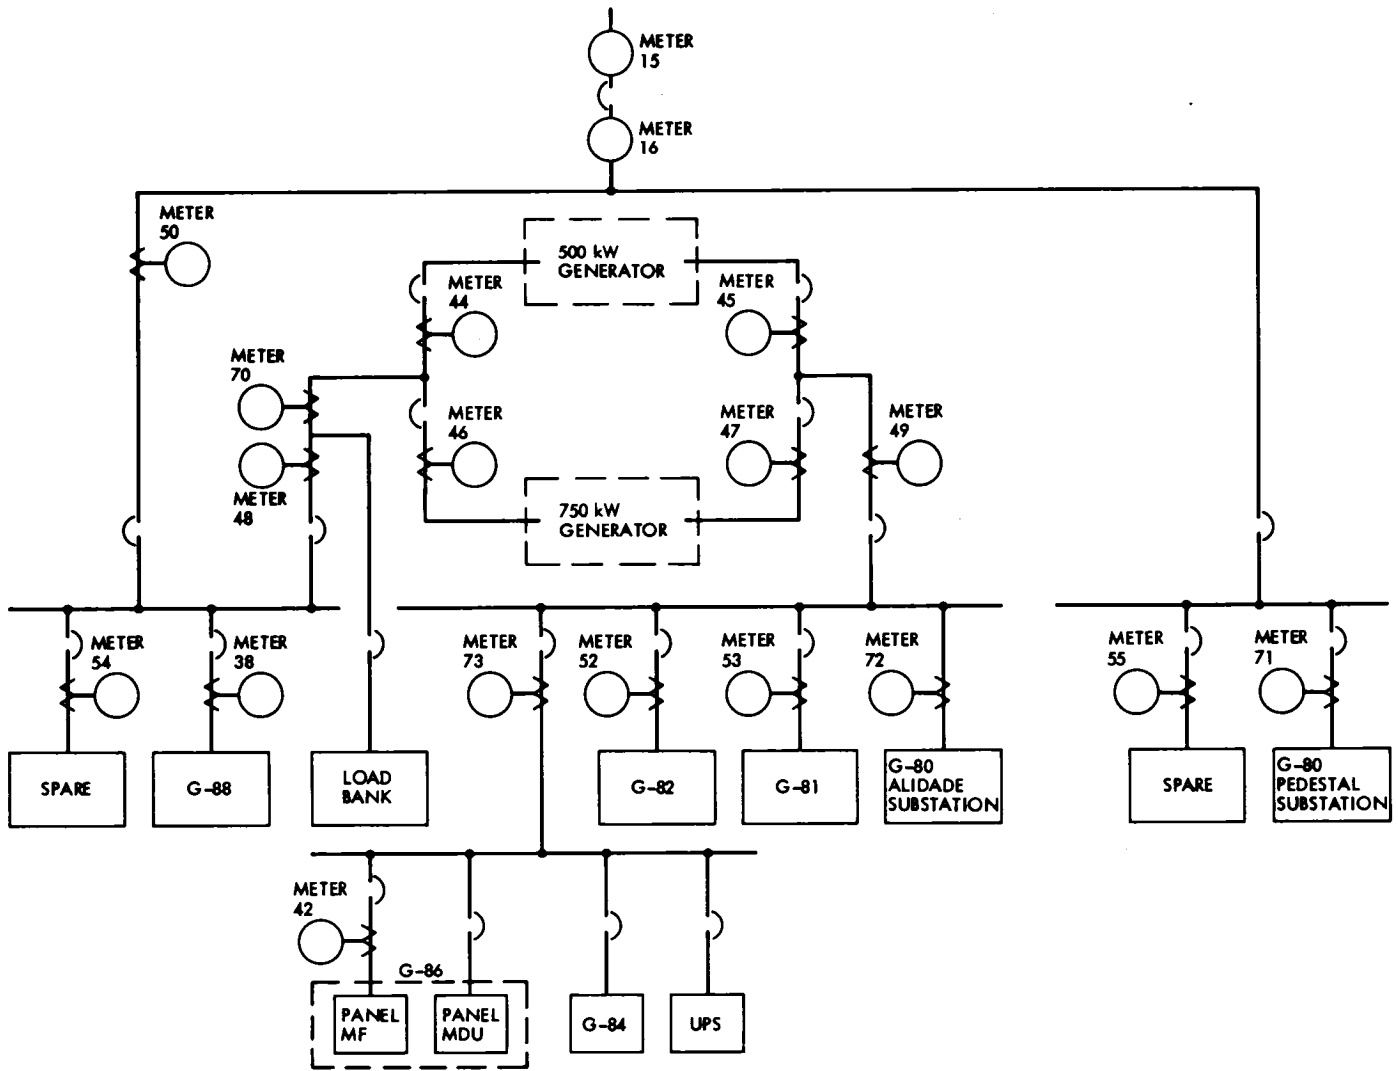 METER
15
METER
16
METER
50
500 kW
GENERATOR
METER
44
METER
45
METER
70
METER
46
METER
47
METER
49
METER
48
750 kW
GENERATOR
METER
54
METER
38
METER
73
METER
52
METER
53
METER
72
METER
55
METER
71
SPARE
G-88
LOAD
BANK
G-82
G-81
G-80
ALIDADE
SUBSTATION
SPARE
G-80
PEDESTAL
SUBSTATION
METER
42
G-86
PANEL
MF
PANEL
MDU
G-84
UPS